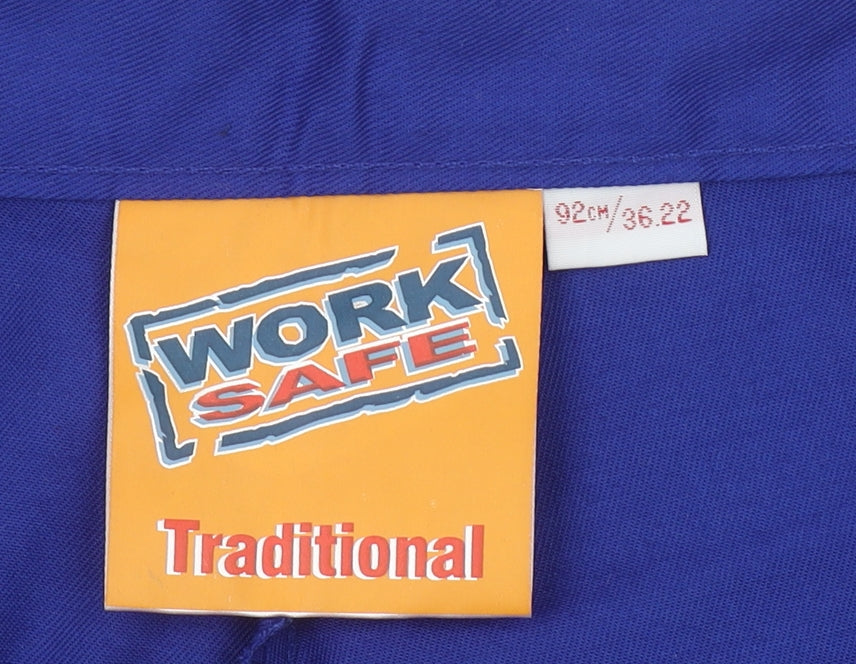 92CM/36.22
WORK
SAFE
Traditional